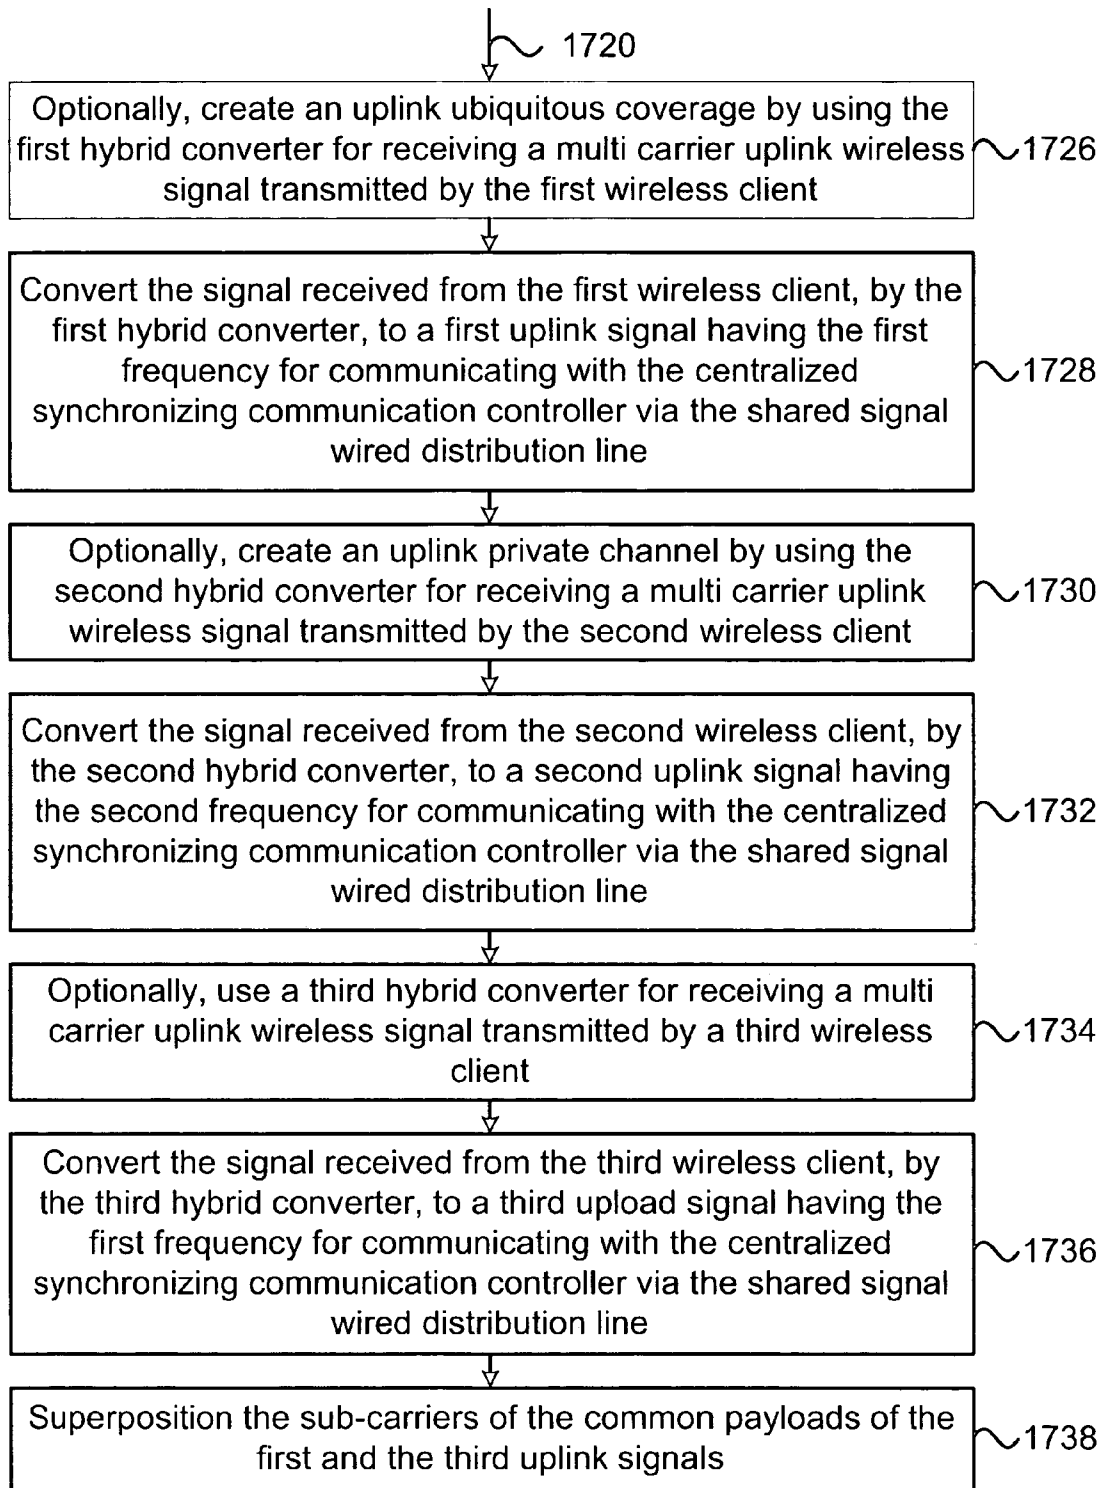 1720
Optionally, create an uplink ubiquitous coverage by using the
first hybrid converter for receiving a multi carrier uplink wireless
signal transmitted by the first wireless client
1726
Convert the signal received from the first wireless client, by the
first hybrid converter, to a first uplink signal having the first
frequency for communicating with the centralized
synchronizing communication controller via the shared signal
wired distribution line
1728
Optionally, create an uplink private channel by using the
second hybrid converter for receiving a multi carrier uplink
wireless signal transmitted by the second wireless client
1730
Convert the signal received from the second wireless client, by
the second hybrid converter, to a second uplink signal having
the second frequency for communicating with the centralized
synchronizing communication controller via the shared signal
wired distribution line
1732
Optionally, use a third hybrid converter for receiving a multi
carrier uplink wireless signal transmitted by a third wireless
client
1734
Convert the signal received from the third wireless client, by
the third hybrid converter, to a third upload signal having the
first frequency for communicating with the centralized
synchronizing communication controller via the shared signal
wired distribution line
1736
Superposition the sub-carriers of the common payloads of the
first and the third uplink signals
1738